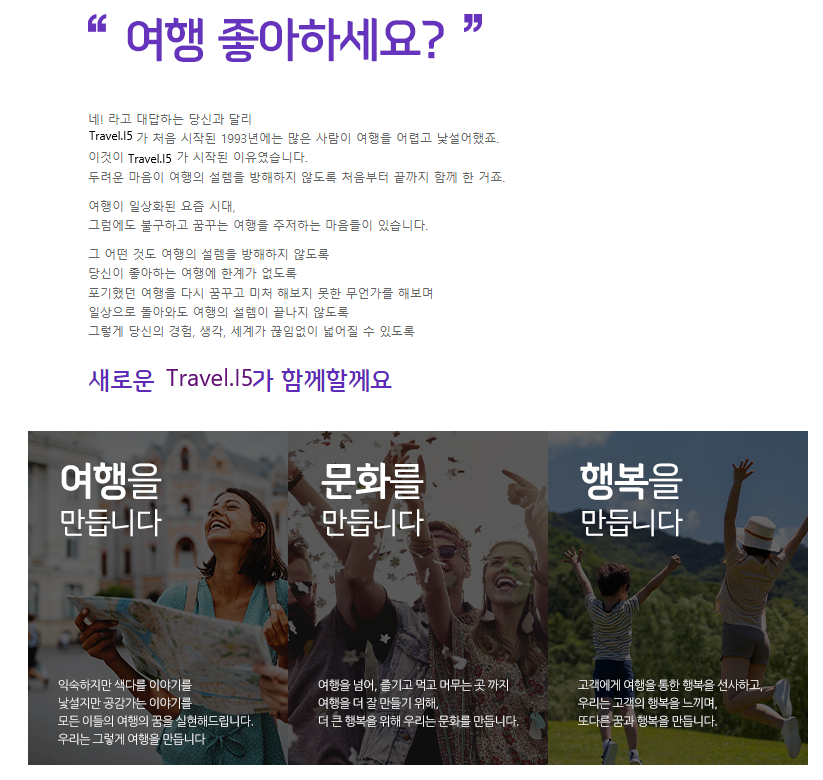 “ 여행 좋아하세요? ”
네! 라고 대답하는 당신과 달리
Travel.I5 가 처음 시작된 1993년에는 많은 사람이 여행을 어렵고 낯설어했죠.
이것이 Travel.I5 가 시작된 이유였습니다.
두려운 마음이 여행의 설렘을 방해하지 않도록 처음부터 끝까지 함께 한 거죠.
여행이 일상화된 요즘 시대,
그럼에도 불구하고 꿈꾸는 여행을 주저하는 마음들이 있습니다.
그 어떤 것도 여행의 설렘을 방해하지 않도록
당신이 좋아하는 여행에 한계가 없도록
포기했던 여행을 다시 꿈꾸고 미처 해보지 못한 무언가를 해보며
일상으로 돌아와도 여행의 설렘이 끝나지 않도록
그렇게 당신의 경험, 생각, 세계가 끊임없이 넓어질 수 있도록
새로운 Travel.I5가 함께할께요
여행을
만듭니다
익숙하지만 색다를 이야기를
낯설지만 공감가는 이야기를
모든 이들의 여행의 꿈을 실현해드립니다.
우리는 그렇게 여행을 만듭니다
문화를
만듭니다
여행을 넘어, 즐기고 먹고 머무는 곳 까지
여행을 더 잘 만들기 위해,
더 큰 행복을 위해 우리는 문화를 만듭니다.
행복을
만듭니다
고객에게 여행을 통한 행복을 선사하고,
우리는 고객의 행복을 느끼며,
또다른 꿈과 행복을 만듭니다.